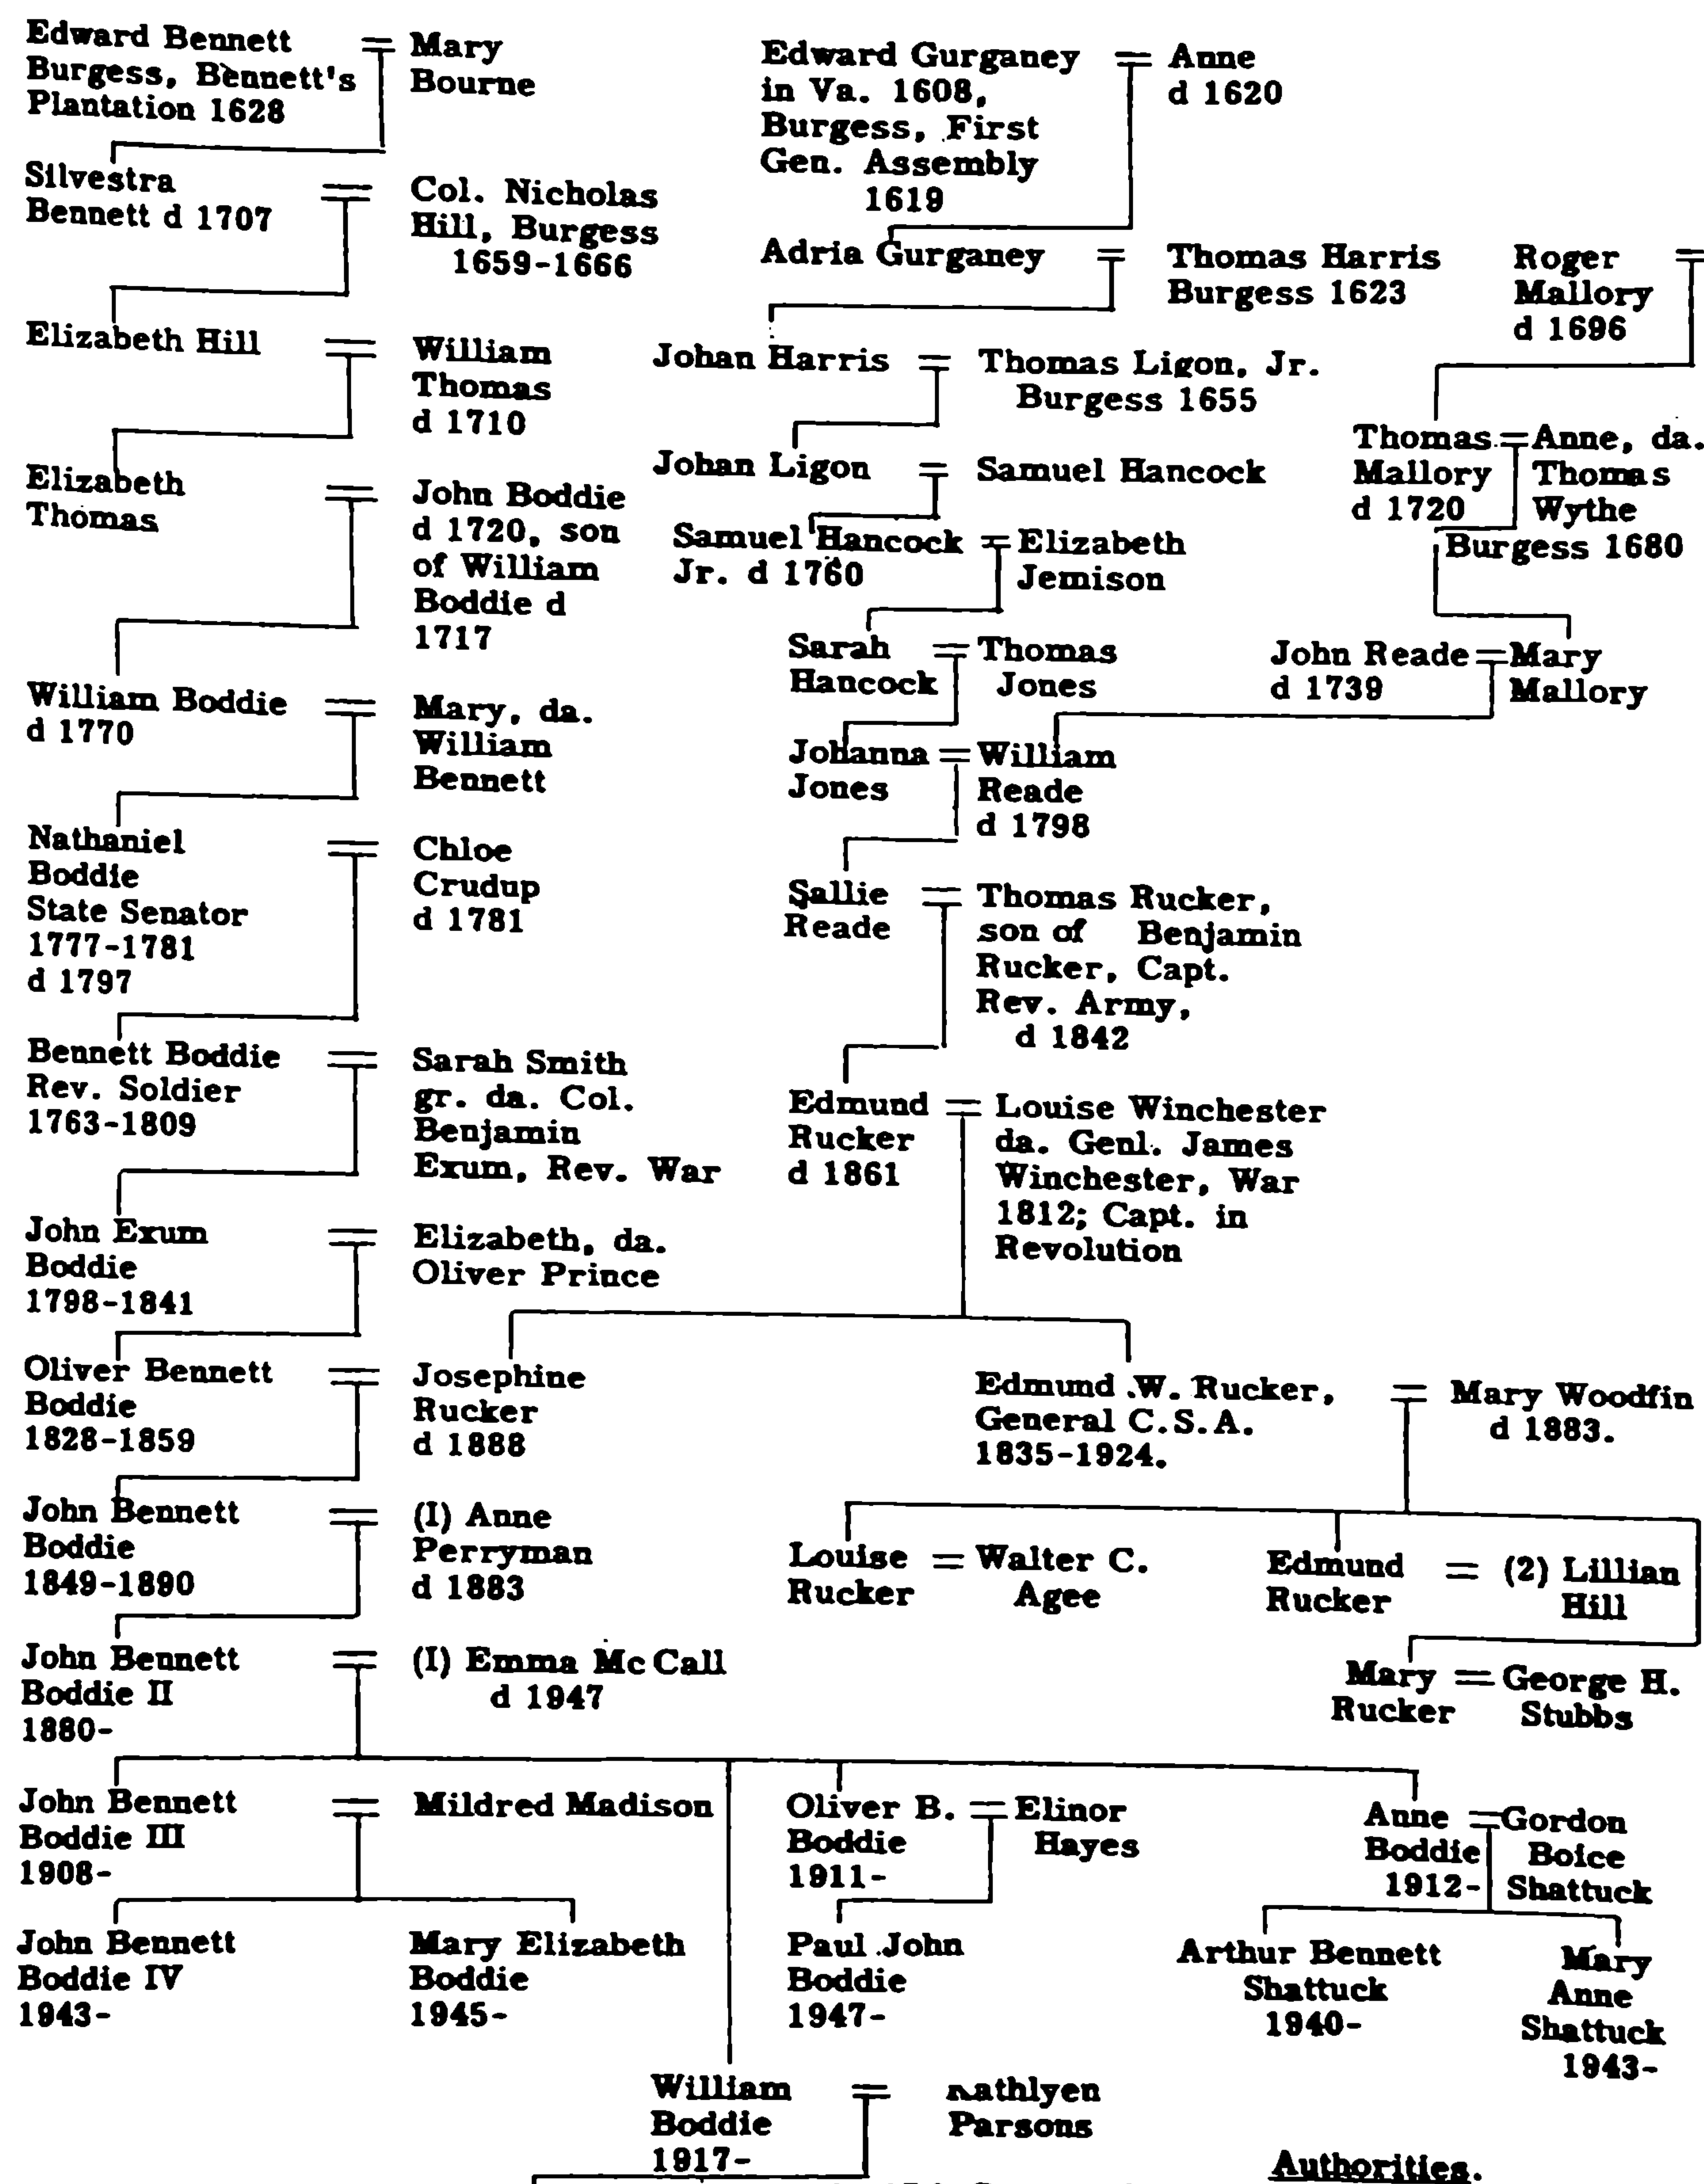 Edward Bennett
Burgess, Bennett's
Plantation 1628
= Mary
Bourne
Silvestra
Bennett d 1707
= Col. Nicholas
Hill, Burgess
1659-1666
Elizabeth Hill
= William
Thomas
d 1710
Elizabeth
Thomas
= John Boddie
d 1720, son
of William
Boddie d
1717
William Boddie
d 1770
= Mary, da.
William
Bennett
Nathaniel
Boddie
State Senator
1777-1781
d 1797
= Chloe
Crudup
d 1781
Bennett Boddie
Rev. Soldier
1763-1809
= Sarah Smith
gr. da. Col.
Benjamin
Exum, Rev. War
John Exum
Boddie
1798-1841
= Elizabeth, da.
Oliver Prince
Edward Gurganey
in Va. 1608,
Burgess, First
Gen. Assembly
1619
= Anne
d 1620
Adria Gurganey
= Thomas Harris
Burgess 1623
Johan Harris
= Thomas Ligon, Jr.
Burgess 1655
Johan Ligon
= Samuel Hancock
Samuel Hancock
Jr. d 1760
= Elizabeth
Jemison
Sarah
Hancock
= Thomas
Jones
Roger
Mallory
d 1696
=
Thomas
Mallory
d 1720
= Anne, da.
Thomas
Wythe
Burgess 1680
John Reade
d 1739
= Mary
Mallory
Johanna
Jones
= William
Reade
d 1798
Sallie
Reade
= Thomas Rucker,
son of Benjamin
Rucker, Capt.
Rev. Army,
d 1842
Edmund
Rucker
d 1861
= Louise Winchester
da. Genl. James
Winchester, War
1812; Capt. in
Revolution
Oliver Bennett
Boddie
1828-1859
= Josephine
Rucker
d 1888
Edmund W. Rucker,
General C.S.A.
1835-1924.
= Mary Woodfin
d 1883.
John Bennett
Boddie
1849-1890
= (I) Anne
Perryman
d 1883
Louise
Rucker
= Walter C.
Agee
Edmund
Rucker
= (2) Lillian
Hill
Mary
Rucker
= George H.
Stubbs
John Bennett
Boddie II
1880-
= (I) Emma McCall
d 1947
John Bennett
Boddie III
1908-
= Mildred Madison
Oliver B.
Boddie
1911-
= Elinor
Hayes
Anne
Boddie
1912-
= Gordon
Boice
Shattuck
John Bennett
Boddie IV
1943-
Mary Elizabeth
Boddie
1945-
Paul John
Boddie
1947-
Arthur Bennett
Shattuck
1940-
Mary
Anne
Shattuck
1943-
William
Boddie
1917-
= Kathlyen
Parsons
Authorities.